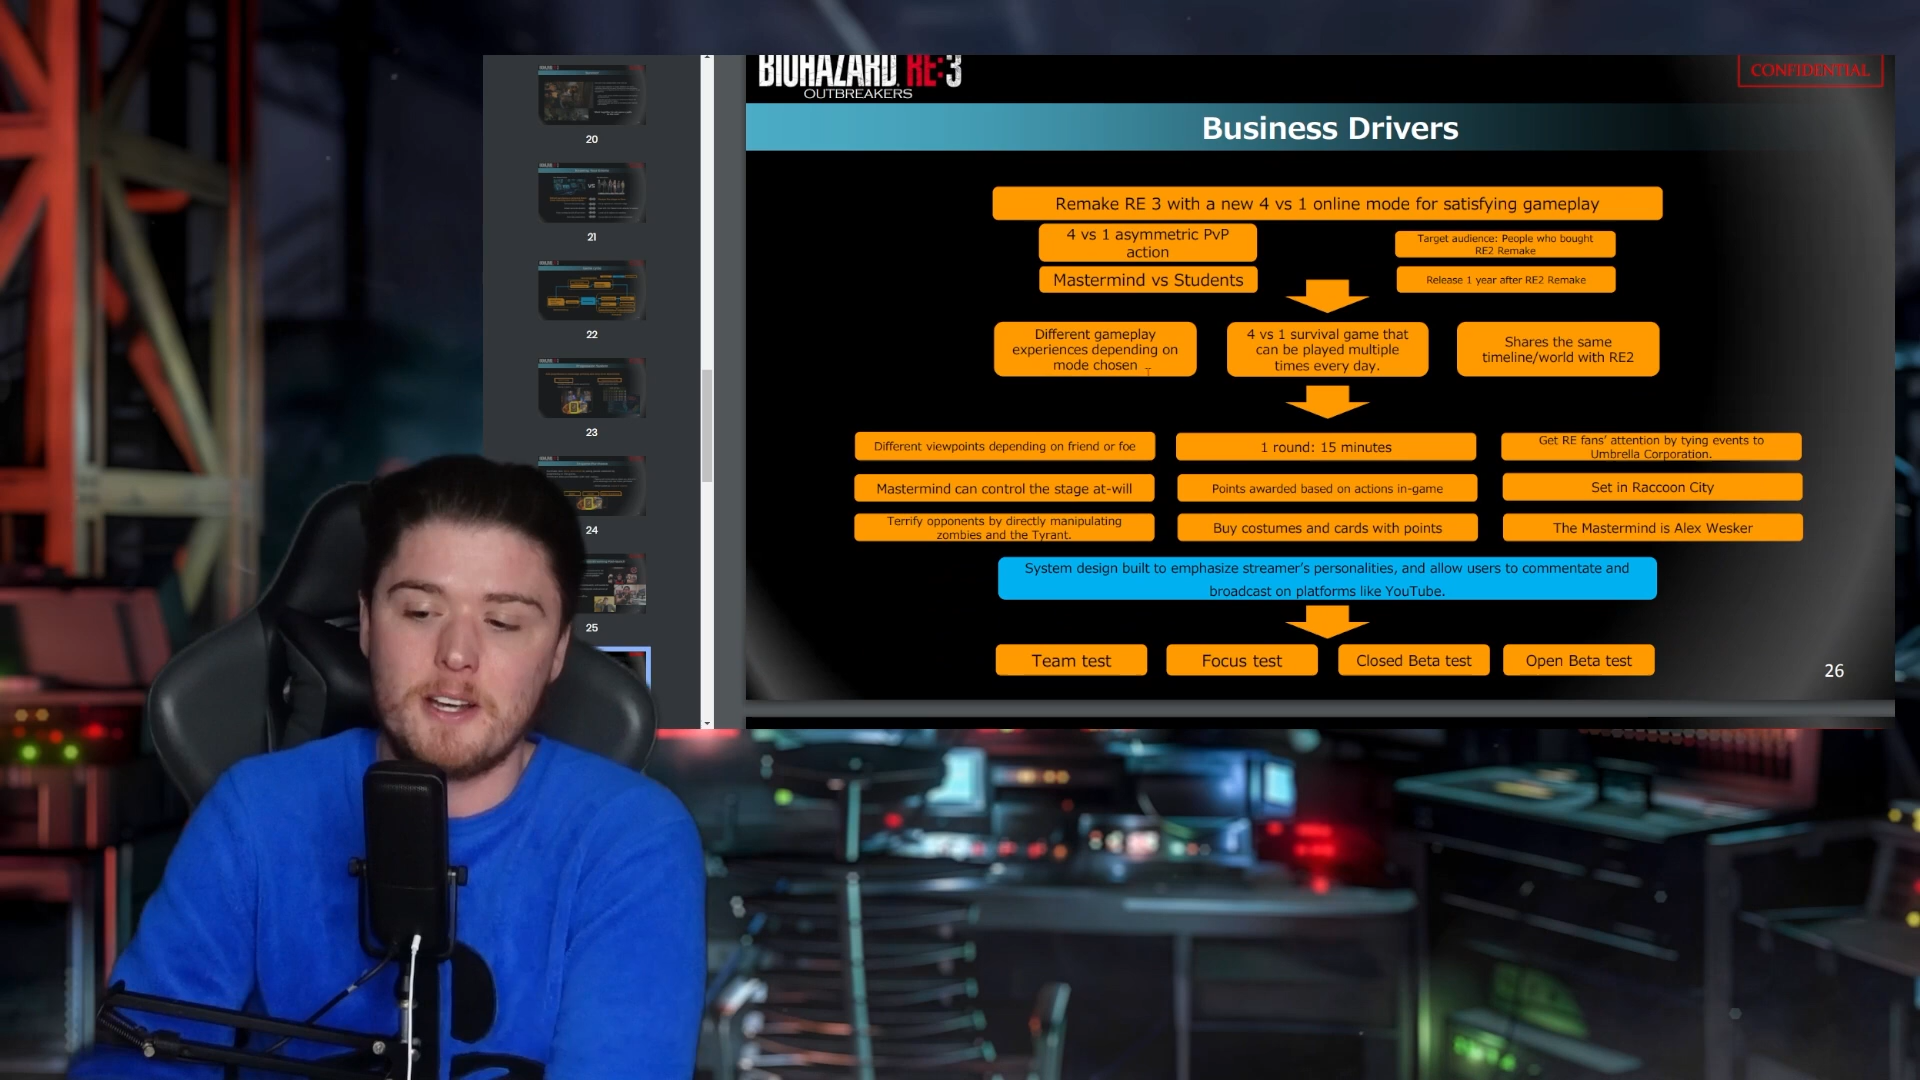 BIOHAZARD RE:3
OUTBREAKERS
CONFIDENTIAL
Business Drivers
Remake RE 3 with a new 4 vs 1 online mode for satisfying gameplay
4 vs 1 asymmetric PvP
action
Mastermind vs Students
Target audience: People who bought
RE2 Remake
Release 1 year after RE2 Remake
Different gameplay
experiences depending on
mode chosen
4 vs 1 survival game that
can be played multiple
times every day.
Shares the same
timeline/world with RE2
Different viewpoints depending on friend or foe
1 round: 15 minutes
Get RE fans' attention by tying events to
Umbrella Corporation.
Mastermind can control the stage at-will
Points awarded based on actions in-game
Set in Raccoon City
Terrify opponents by directly manipulating
zombies and the Tyrant.
Buy costumes and cards with points
The Mastermind is Alex Wesker
System design built to emphasize streamer's personalities, and allow users to commentate and
broadcast on platforms like YouTube.
Team test
Focus test
Closed Beta test
Open Beta test
26
20
21
VS
22
23
24
25